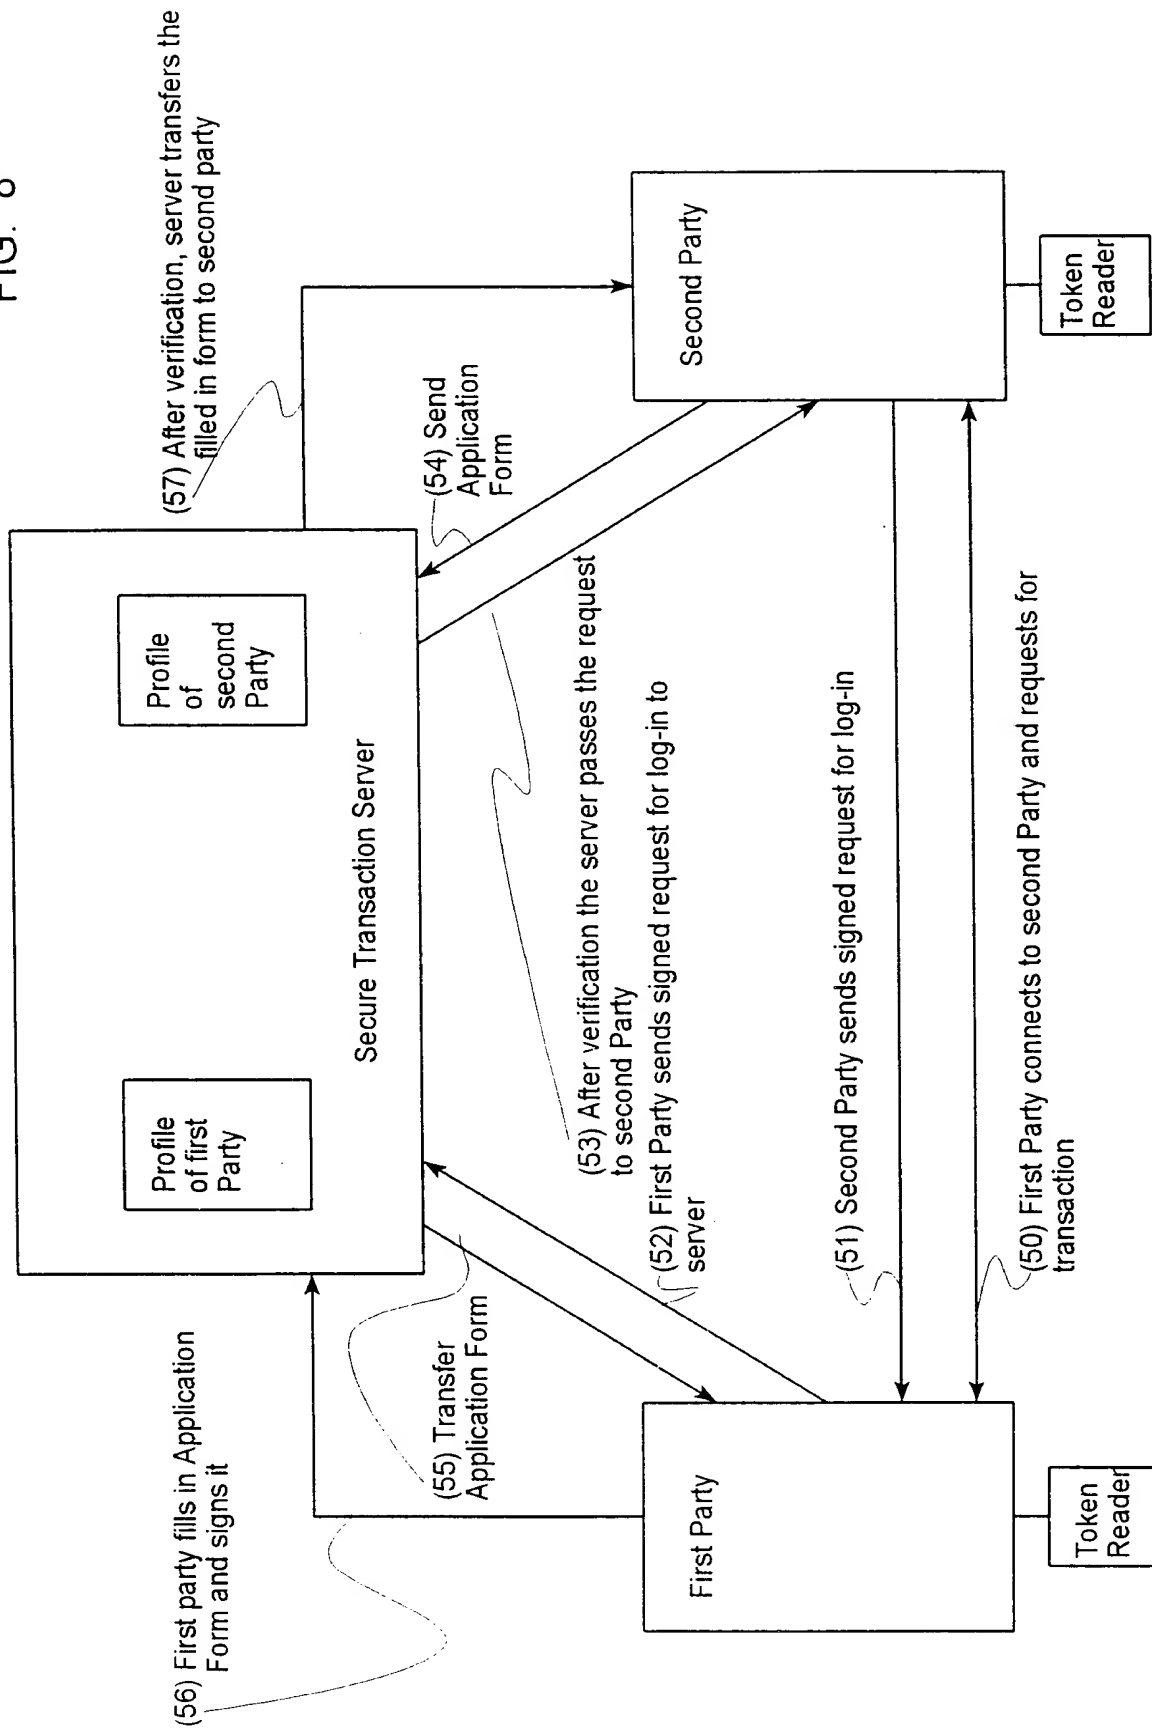 FIG. 8
(57) After verification, server transfers the
filled in form to second party
Profile
of
second
Party
Profile
of first
Party
Secure Transaction Server
(56) First party fills in Application
Form and signs it
(54) Send
Application
Form
(55) Transfer
Application Form
(53) After verification the server passes the request
to second Party
(52) First Party sends signed request for log-in to
server
First Party
Second Party
(51) Second Party sends signed request for log-in
(50) First Party connects to second Party and requests for
transaction
Token
Reader
Token
Reader